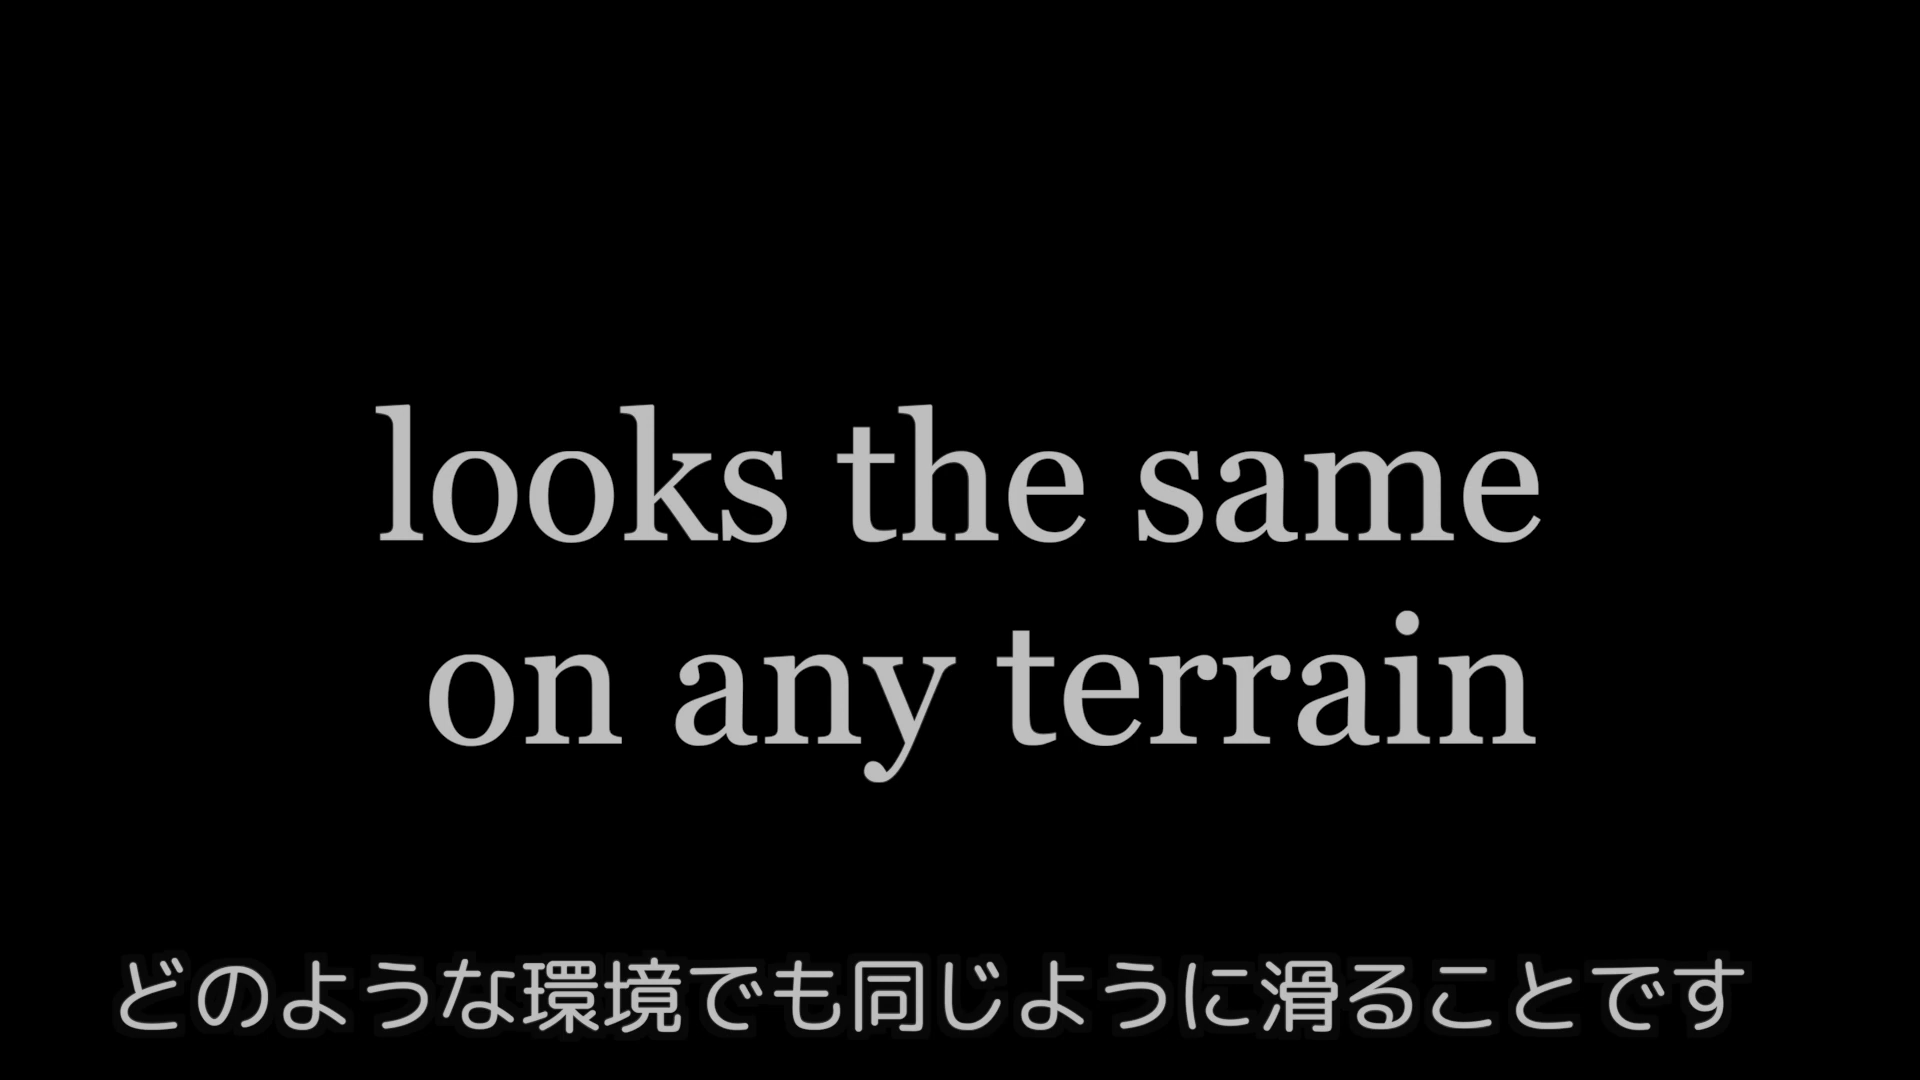 looks the same
on any terrain
どのような環境でも同じように滑ることです